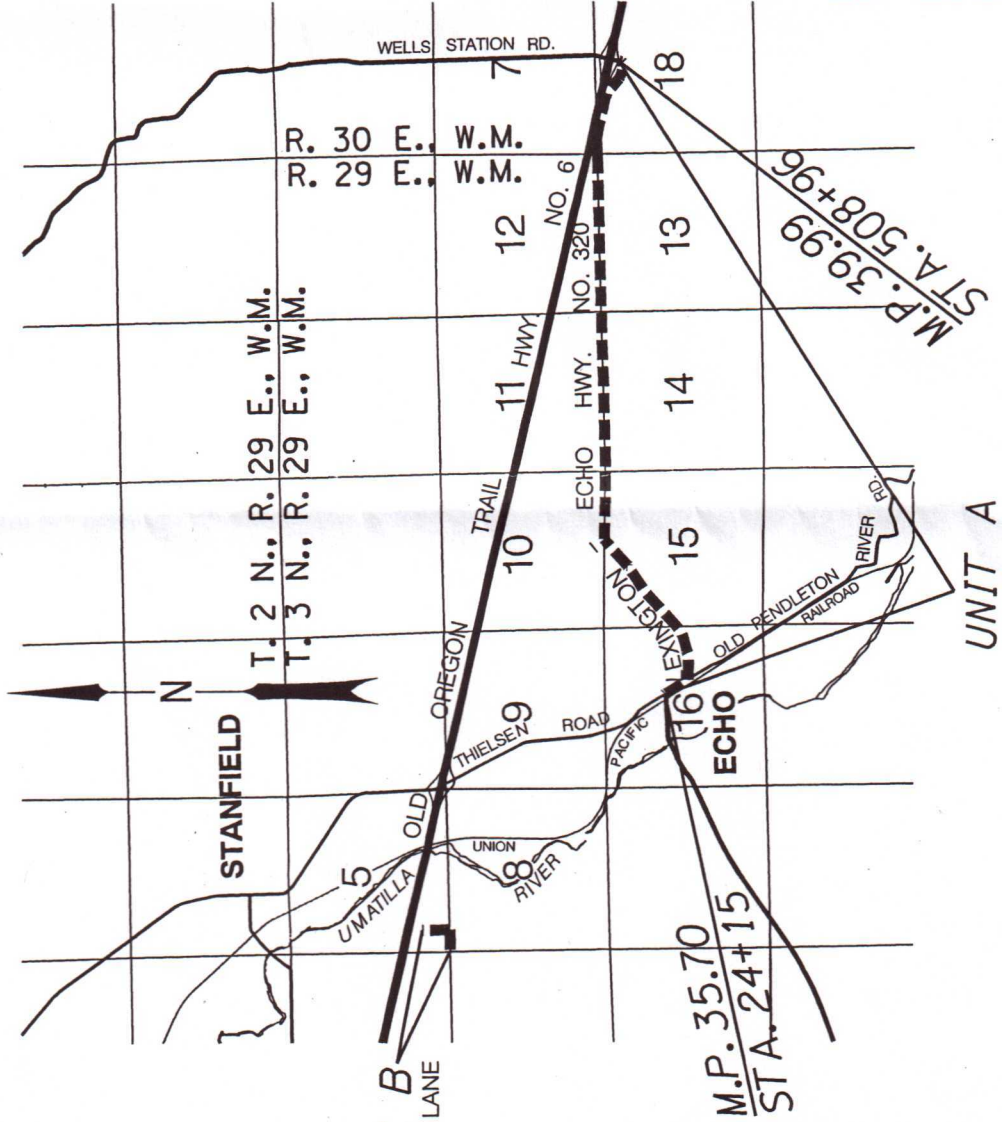 WELLS STATION RD.
7
18
R. 30 E., W.M.
R. 29 E., W.M.
12
NO. 6
NO. 320
13
M.P. 39.99
STA. 508+96
T. 2 N., R. 29 E., W.M.
T. 3 N., R. 29 E., W.M.
11
HWY.
ECHO HWY.
14
TRAIL
10
15
LEXINGTON
RIVER RD.
OLD PENDLETON
RAILROAD
UNIT A
N
OREGON
9
THIELSEN ROAD
PACIFIC
16
ECHO
STANFIELD
OLD
UNION
5
8
UMATILLA
RIVER
B
LANE
M.P. 35.70
STA. 24+15